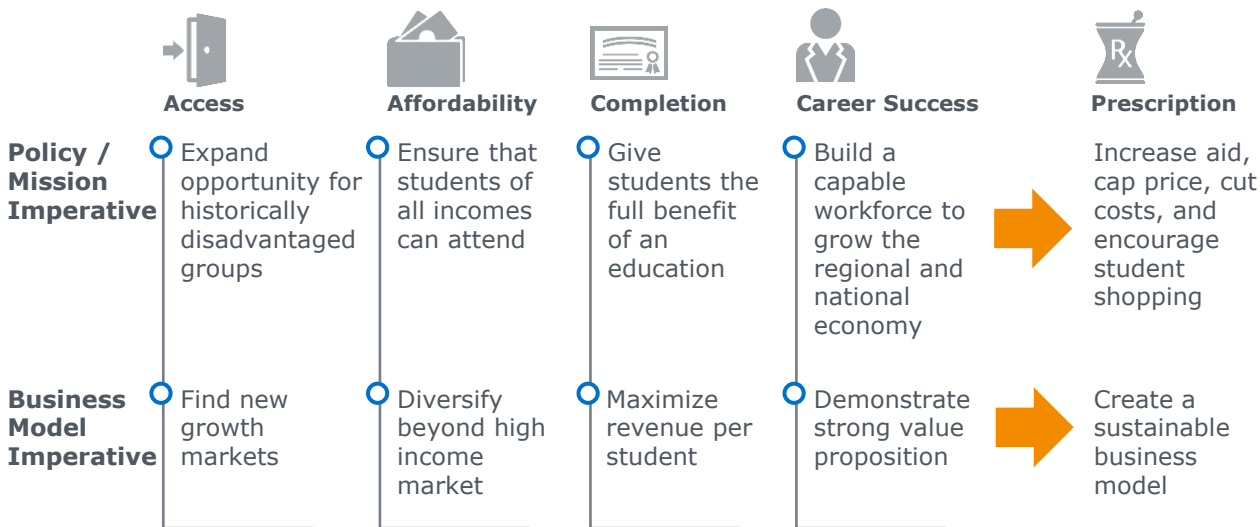 Rx
Access
Affordability
Completion
Career Success
Prescription
Policy /
Mission
Imperative
Expand
opportunity for
historically
disadvantaged
groups
Ensure that
students of
all incomes
can attend
Give
students the
full benefit
of an
education
Build a
capable
workforce to
grow the
regional and
national
economy
Increase aid,
cap price, cut
costs, and
encourage
student
shopping
Business
Model
Imperative
Find new
growth
markets
Diversify
beyond high
income
market
Maximize
revenue per
student
Demonstrate
strong value
proposition
Create a
sustainable
business
model